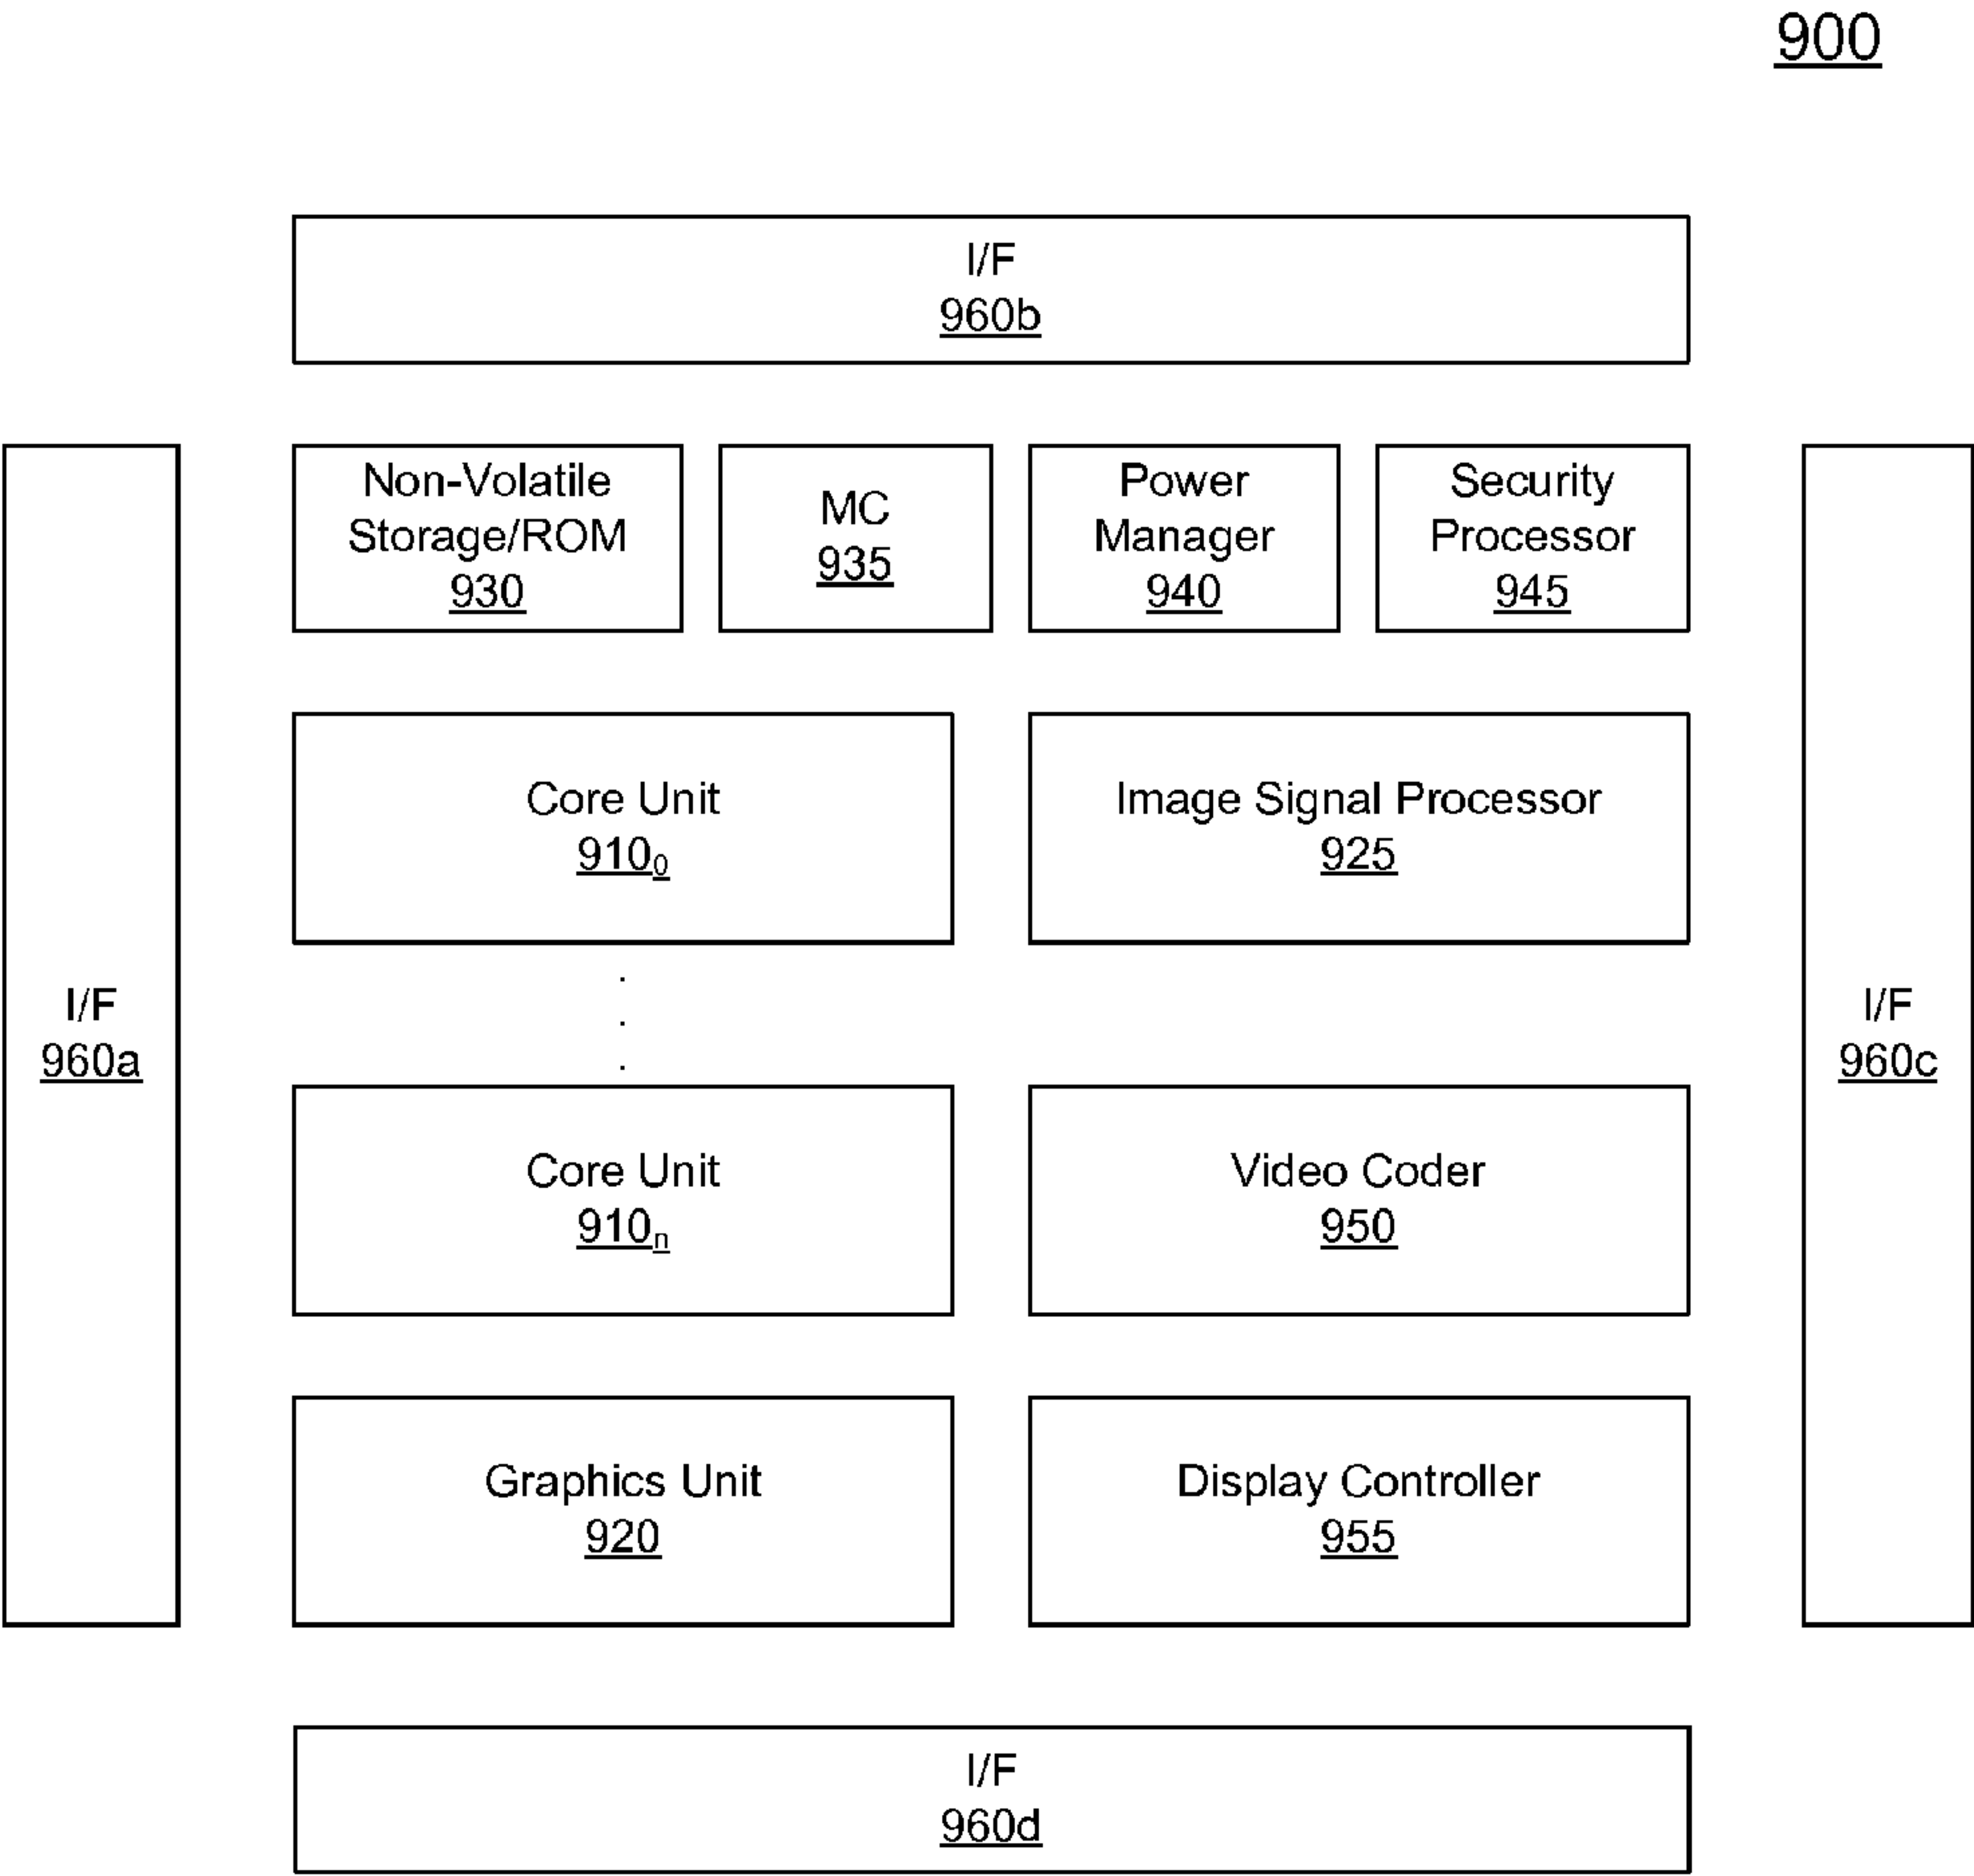 900
I/F
960b
Non-Volatile
Storage/ROM
930
MC
935
Power
Manager
940
Security
Processor
945
Core Unit
910₀
Image Signal Processor
925
I/F
960a
I/F
960c
Core Unit
910ₙ
Video Coder
950
Graphics Unit
920
Display Controller
955
I/F
960d